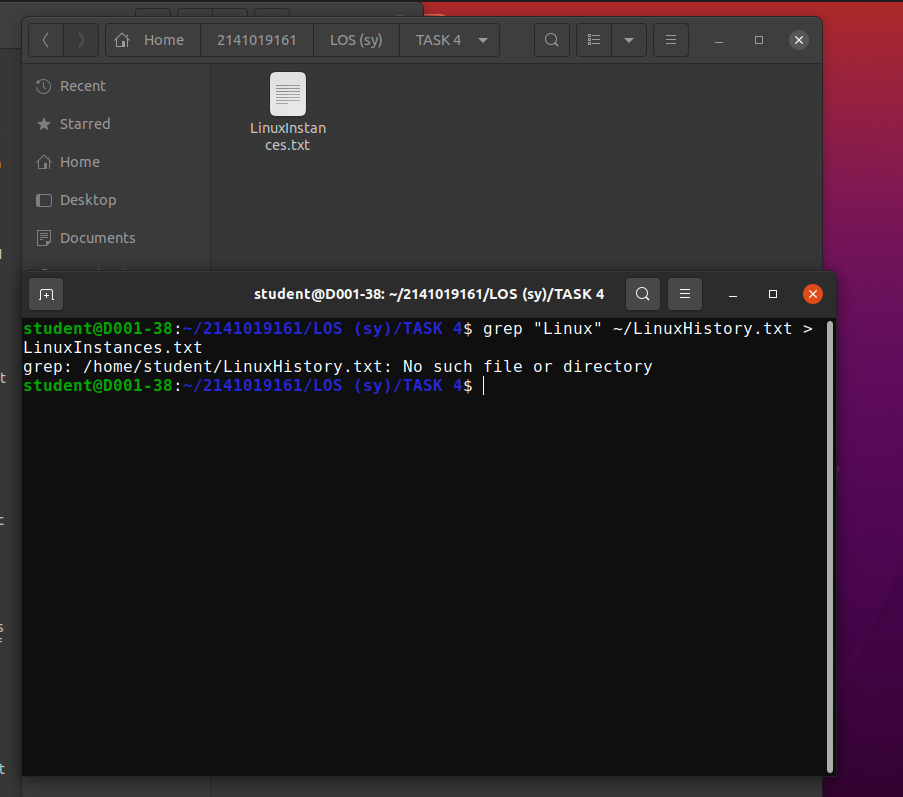 Home 2141019161 LOS (sy) TASK 4
Recent
Starred
Home
Desktop
Documents
LinuxInstan
ces.txt
student@D001-38: ~/2141019161/LOS (sy)/TASK 4
student@D001-38:~/2141019161/LOS (sy)/TASK 4$ grep "Linux" ~/LinuxHistory.txt >
LinuxInstances.txt
grep: /home/student/LinuxHistory.txt: No such file or directory
student@D001-38:~/2141019161/LOS (sy)/TASK 4$